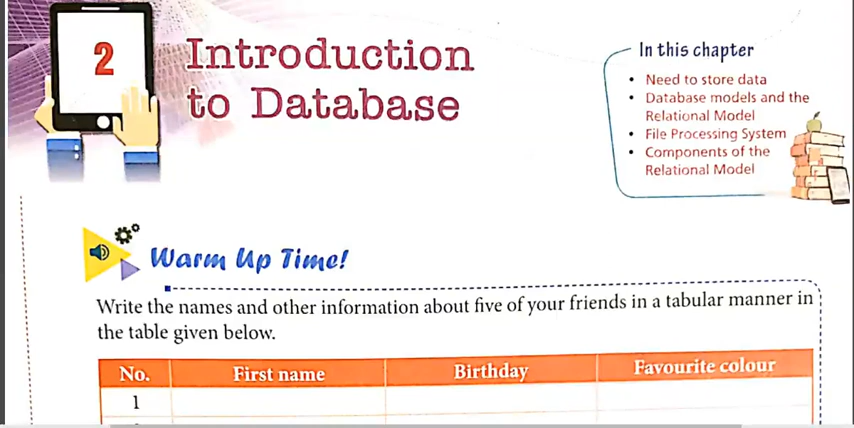 2
Introduction
to Database
In this chapter
• Need to store data
• Database models and the
Relational Model
• File Processing System
• Components of the
Relational Model
Warm Up Time!
Write the names and other information about five of your friends in a tabular manner in
the table given below.
No. First name Birthday Favourite colour
1